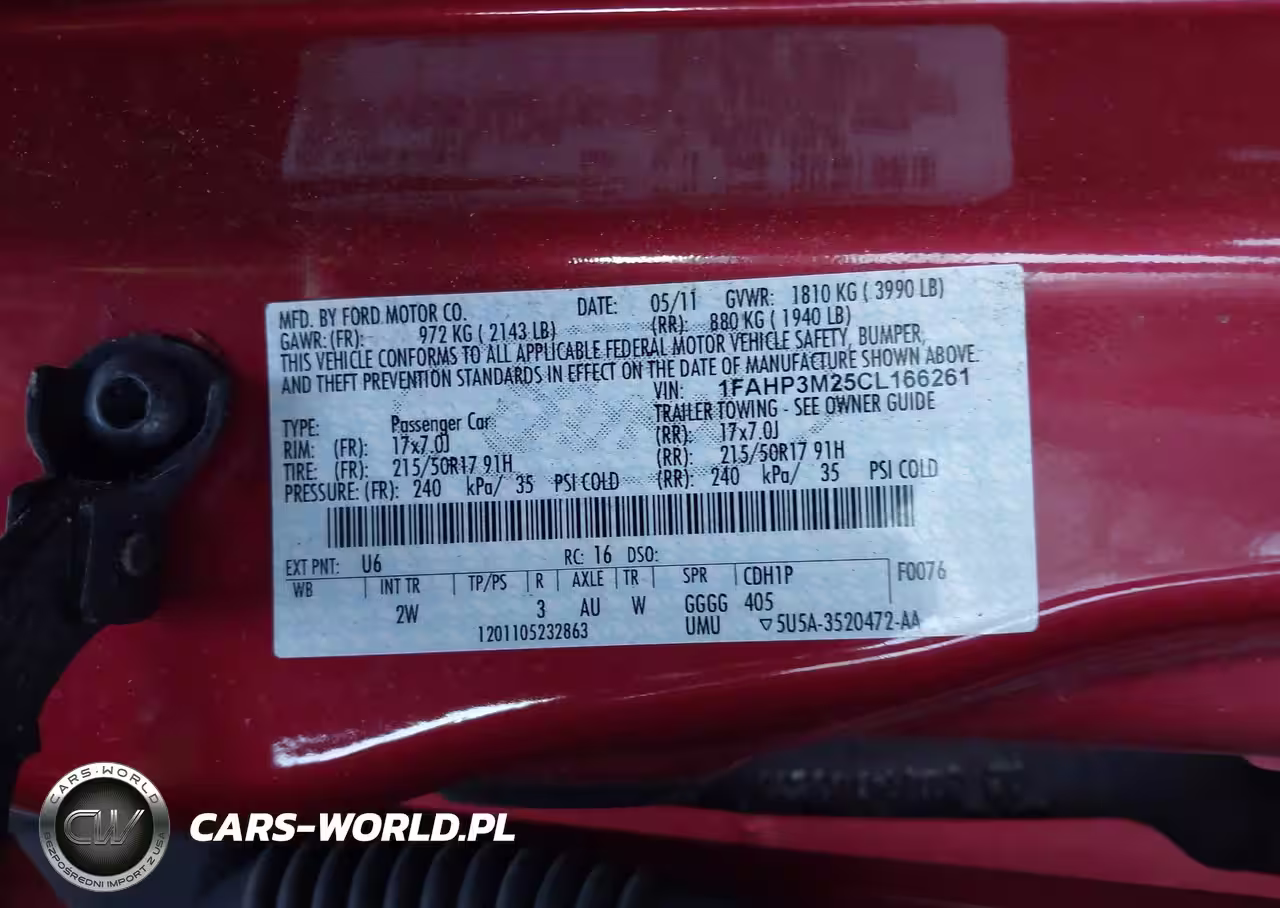 MFD. BY FORD MOTOR CO. DATE: 05/11 GVWR: 1810 KG ( 3990 LB)
GAWR: (FR): 972 KG ( 2143 LB) (RR): 880 KG ( 1940 LB)
THIS VEHICLE CONFORMS TO ALL APPLICABLE FEDERAL MOTOR VEHICLE SAFETY, BUMPER,
AND THEFT PREVENTION STANDARDS IN EFFECT ON THE DATE OF MANUFACTURE SHOWN ABOVE.
VIN: 1FAHP3M25CL166261
TYPE: Passenger Car TRAILER TOWING - SEE OWNER GUIDE
RIM: (FR): 17x7.0J (RR): 17x7.0J
TIRE: (FR): 215/50R17 91H (RR): 215/50R17 91H
PRESSURE: (FR): 240 kPa/ 35 PSI COLD (RR): 240 kPa/ 35 PSI COLD
EXT PNT: U6 RC: 16 DSO:
WB INT TR TP/PS R AXLE TR SPR CDH1P F0076
2W 3 AU W GGGG 405
1201105232863 UMU ▽5U5A-3520472-AA
CARS-WORLD
CW
BEZPOŚREDNI IMPORT Z USA
CARS-WORLD.PL